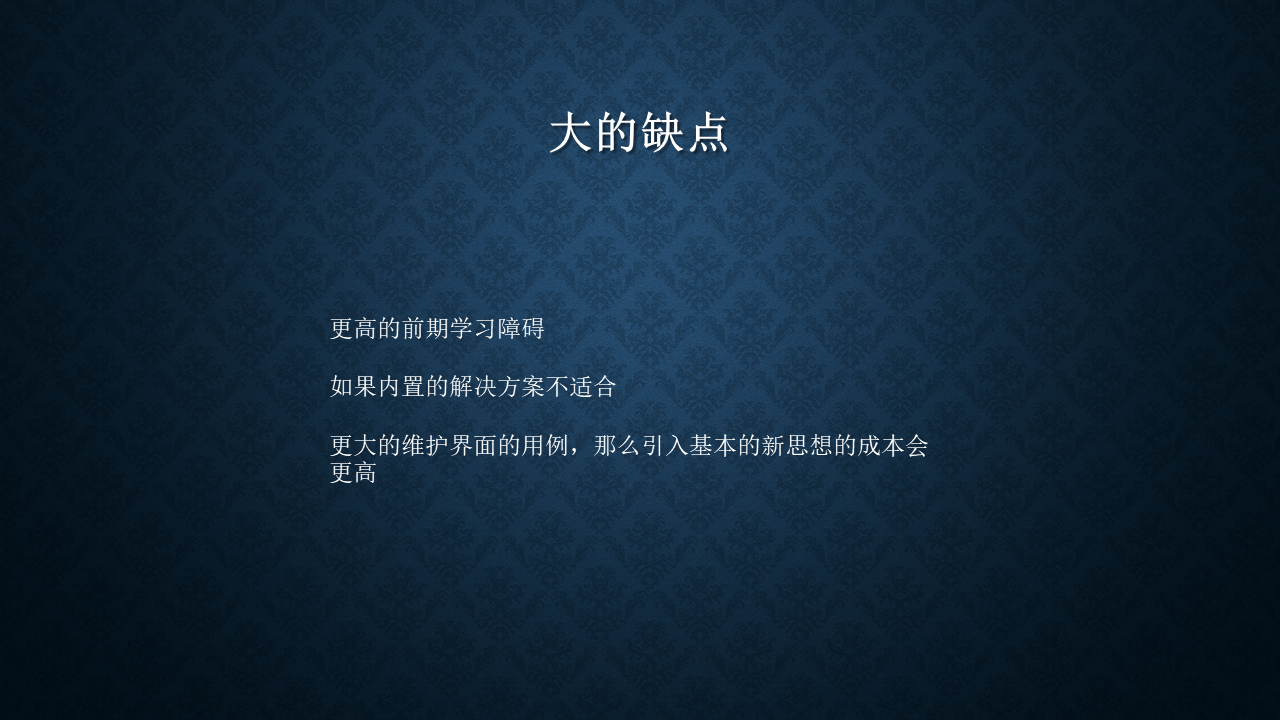 大的缺点
更高的前期学习障碍
如果内置的解决方案不适合
更大的维护界面的用例，那么引入基本的新思想的成本会
更高